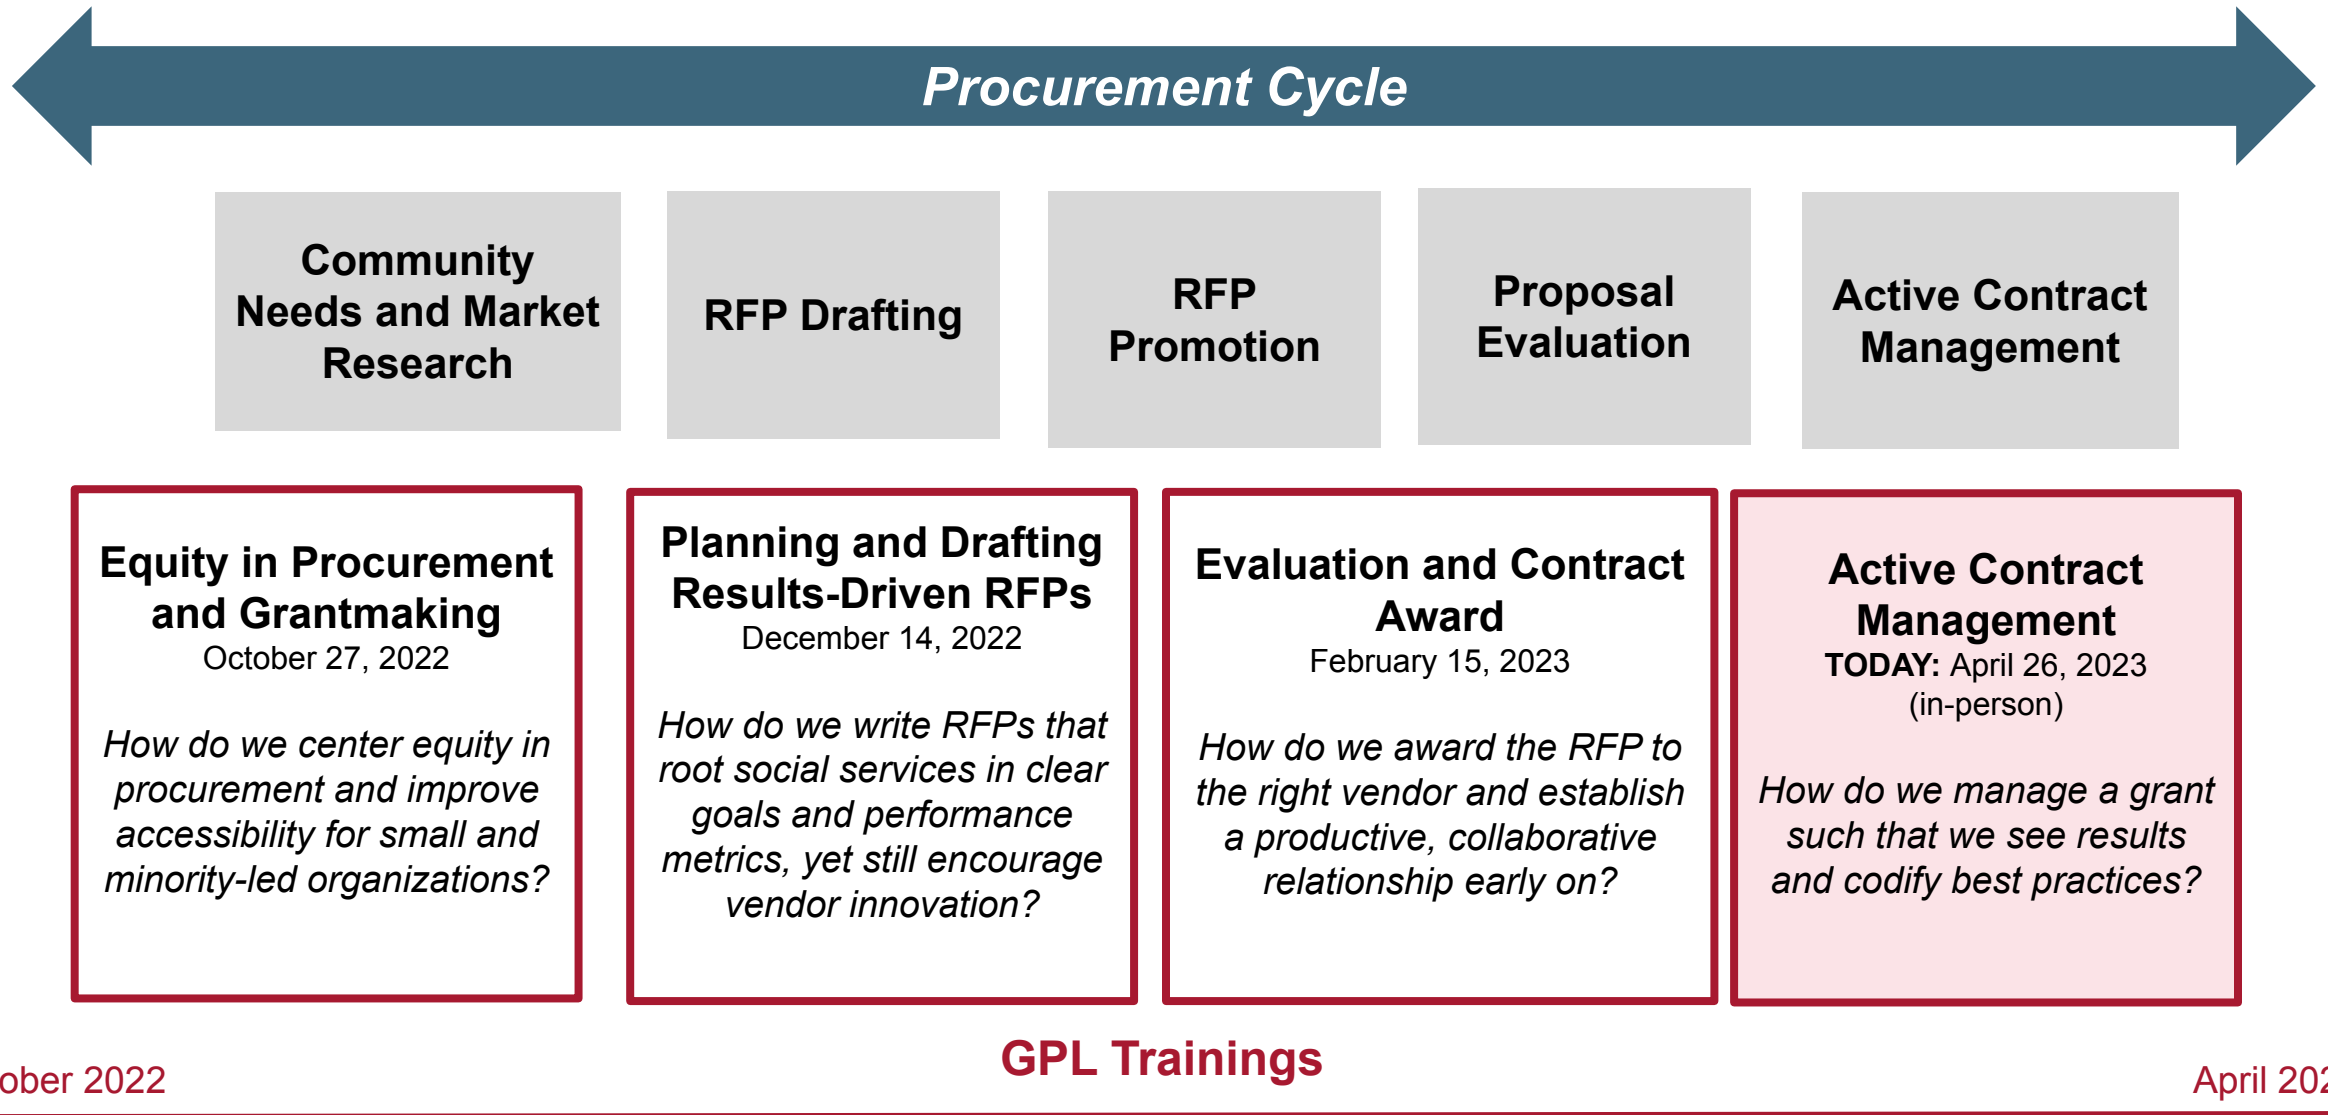 Procurement Cycle
Community
Needs and Market
Research
RFP Drafting
RFP
Promotion
Proposal
Evaluation
Active Contract
Management
Equity in Procurement
and Grantmaking
October 27, 2022
How do we center equity in
procurement and improve
accessibility for small and
minority-led organizations?
Planning and Drafting
Results-Driven RFPs
December 14, 2022
How do we write RFPs that
root social services in clear
goals and performance
metrics, yet still encourage
vendor innovation?
Evaluation and Contract
Award
February 15, 2023
How do we award the RFP to
the right vendor and establish
a productive, collaborative
relationship early on?
Active Contract
Management
TODAY: April 26, 2023
(in-person)
How do we manage a grant
such that we see results
and codify best practices?
GPL Trainings
ober 2022
April 202